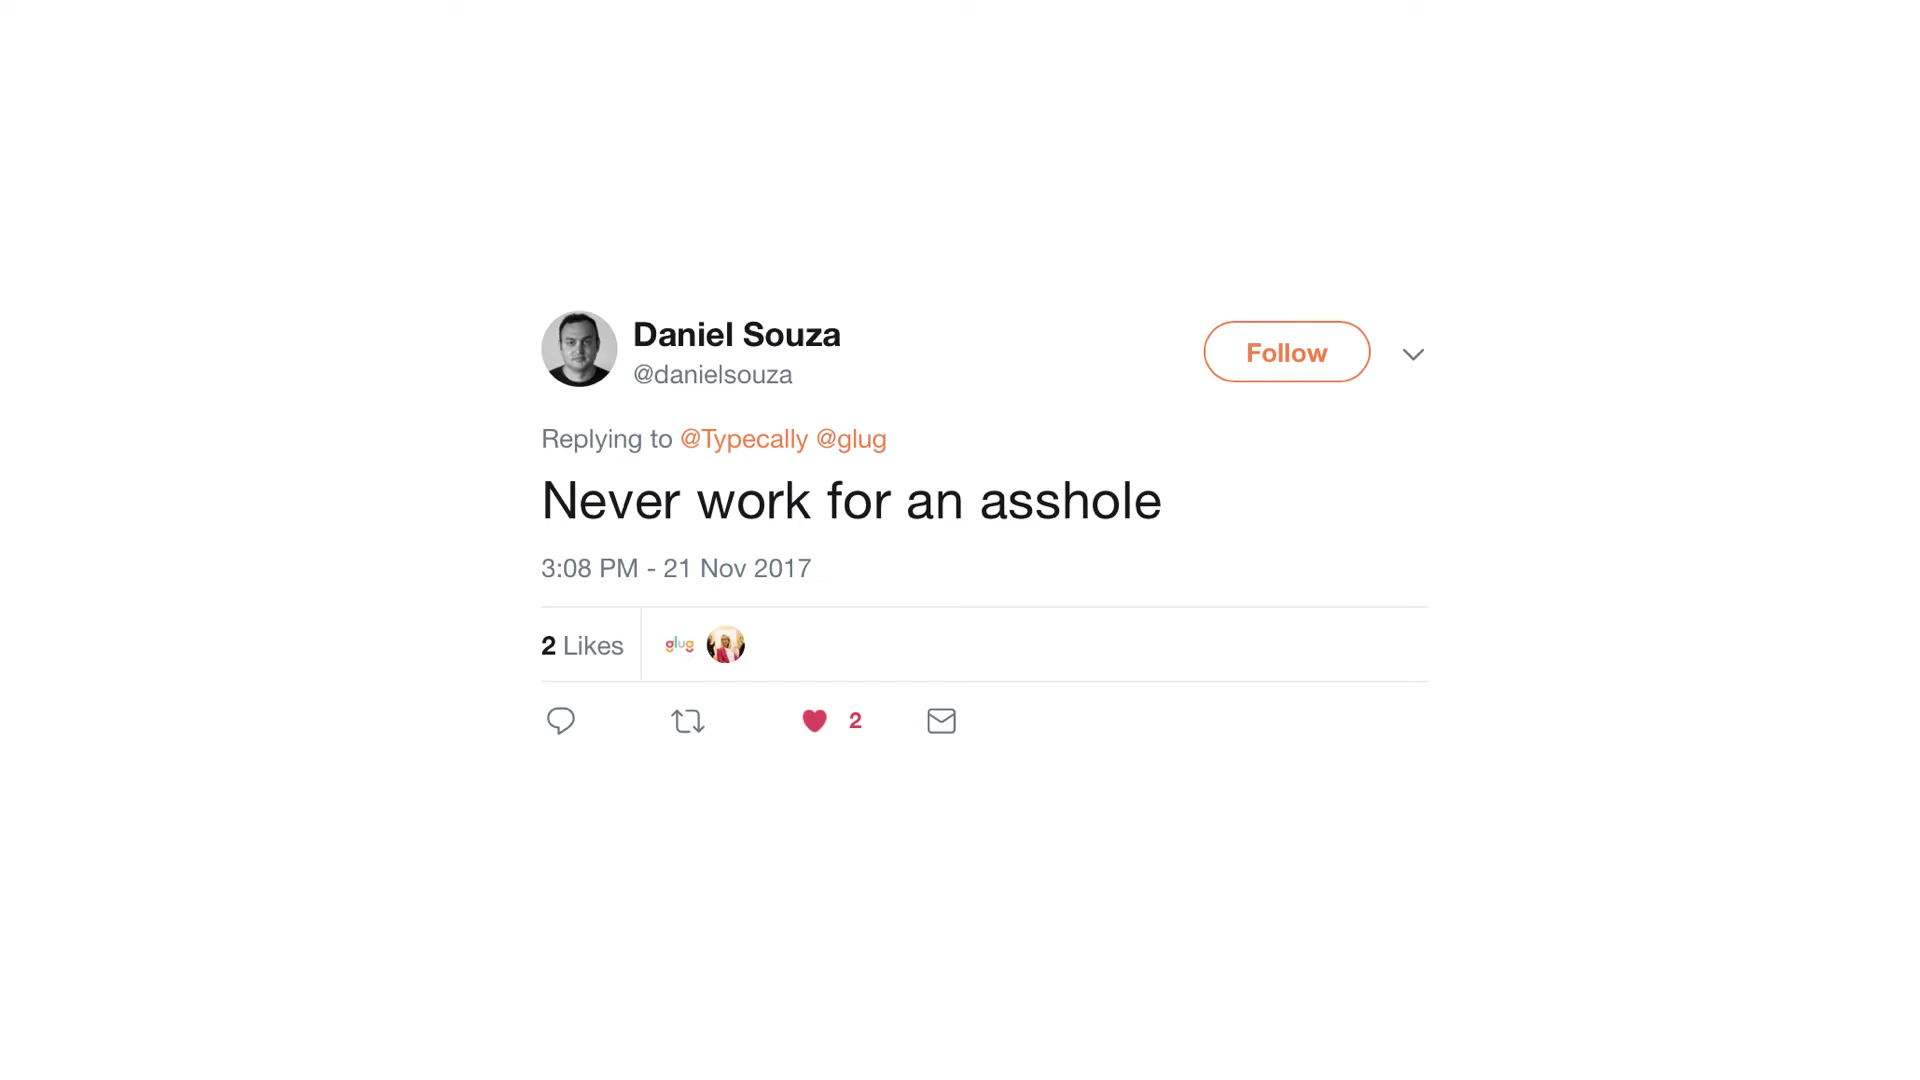 Daniel Souza
@danielsouza
Follow
Replying to @Typecally @glug
Never work for an asshole
3:08 PM - 21 Nov 2017
2 Likes
glug
2